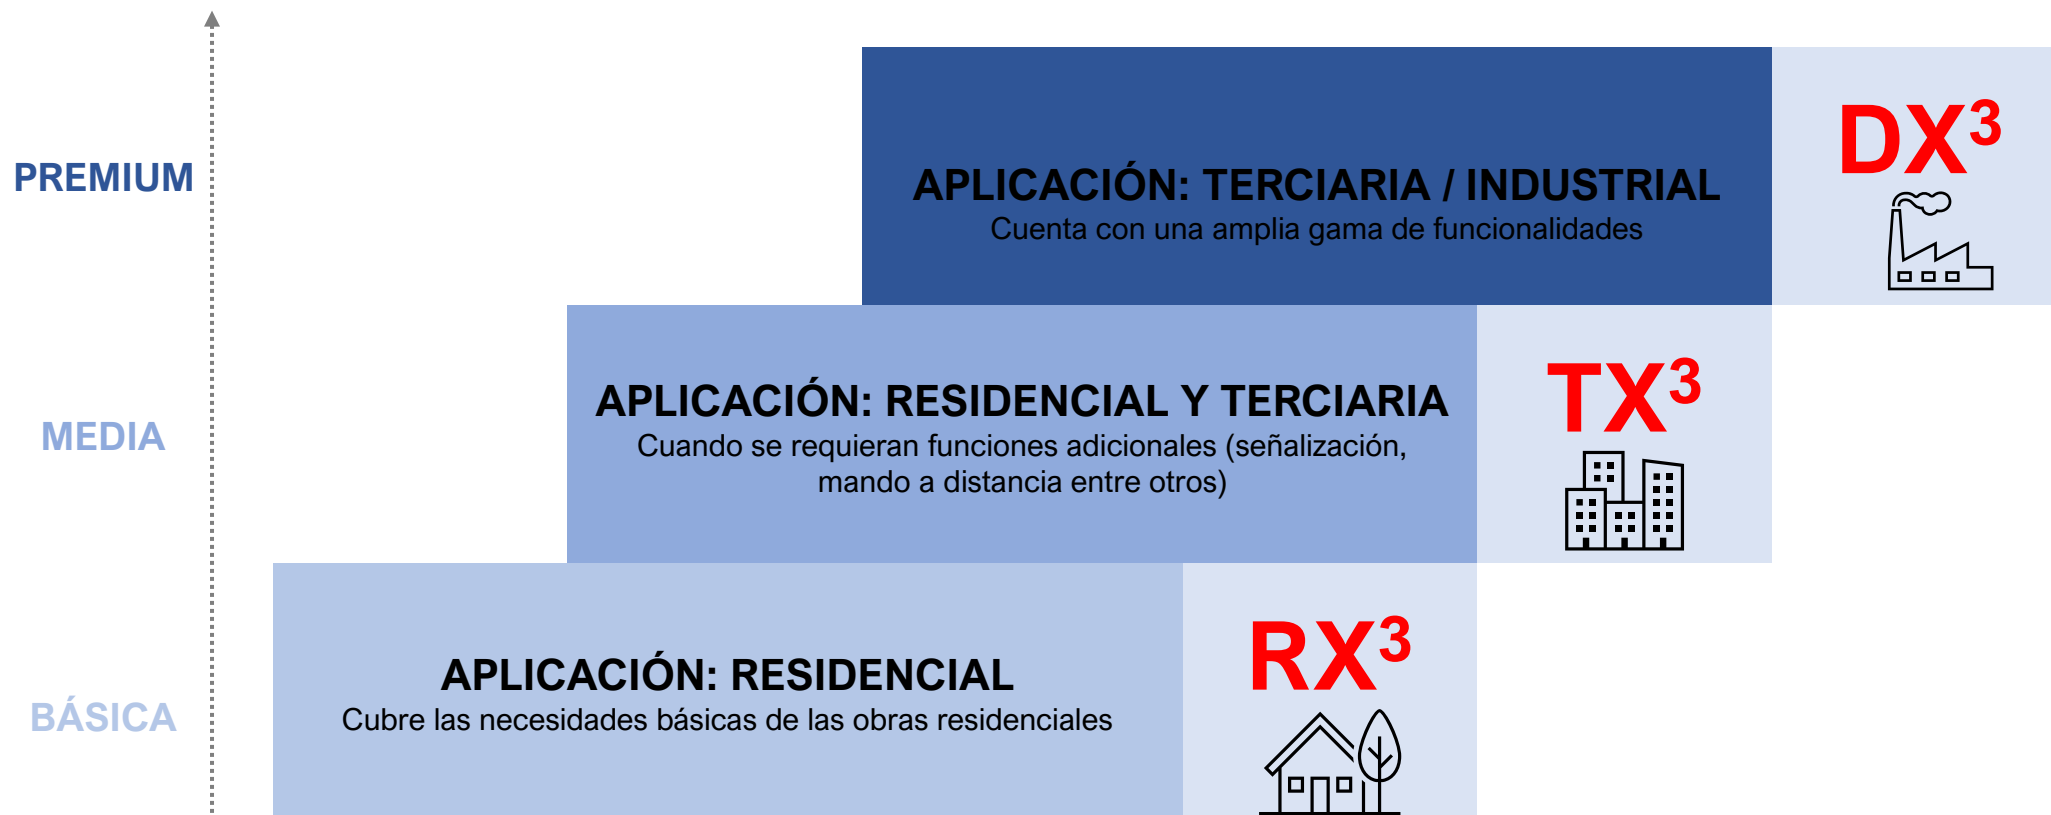 PREMIUM
APLICACIÓN: TERCIARIA / INDUSTRIAL
Cuenta con una amplia gama de funcionalidades
DX³
MEDIA
APLICACIÓN: RESIDENCIAL Y TERCIARIA
Cuando se requieran funciones adicionales (señalización,
mando a distancia entre otros)
TX³
BÁSICA
APLICACIÓN: RESIDENCIAL
Cubre las necesidades básicas de las obras residenciales
RX³